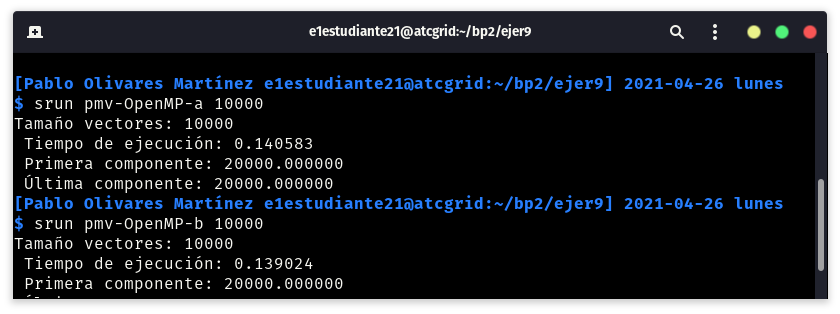 e1estudiante21@atcgrid:~/bp2/ejer9
[Pablo Olivares Martínez e1estudiante21@atcgrid:~/bp2/ejer9] 2021-04-26 lunes
$ srun pmv-OpenMP-a 10000
Tamaño vectores: 10000
Tiempo de ejecución: 0.140583
Primera componente: 20000.000000
Última componente: 20000.000000
[Pablo Olivares Martínez e1estudiante21@atcgrid:~/bp2/ejer9] 2021-04-26 lunes
$ srun pmv-OpenMP-b 10000
Tamaño vectores: 10000
Tiempo de ejecución: 0.139024
Primera componente: 20000.000000